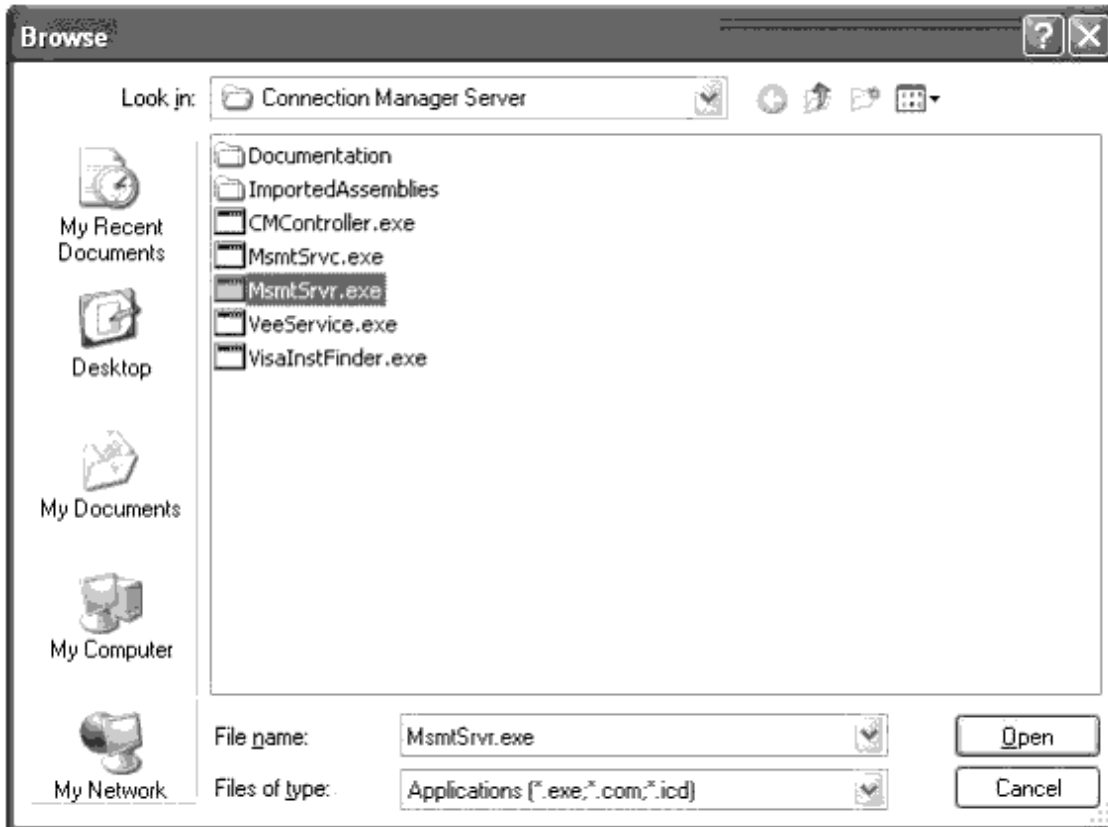 Browse
Look in:
Connection Manager Server
My Recent
Documents
Desktop
My Documents
My Computer
My Network
Documentation
ImportedAssemblies
CMController.exe
MsmtSrvc.exe
MsmtSrvr.exe
VeeService.exe
VisaInstFinder.exe
File name:
MsmtSrvr.exe
Open
Files of type:
Applications (*.exe;*.com;*.icd)
Cancel